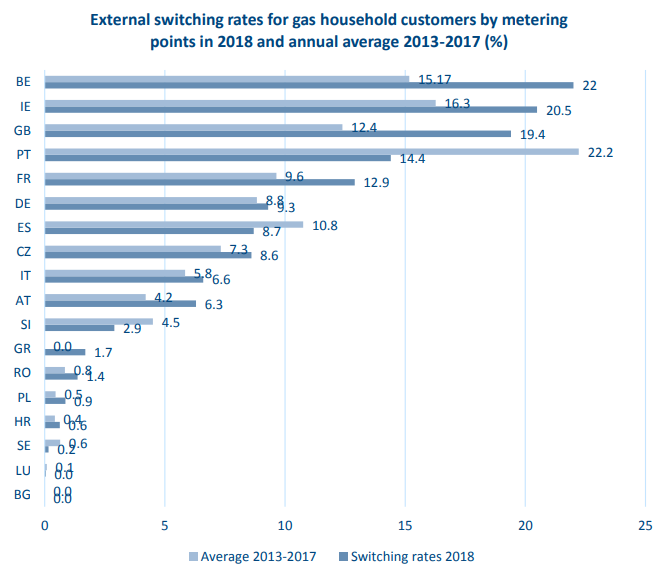 External switching rates for gas household customers by metering
points in 2018 and annual average 2013-2017 (%)
BE 15.17 22
IE 16.3 20.5
GB 12.4 19.4
PT 22.2 14.4
FR 9.6 12.9
DE 8.8 9.3
ES 10.8 8.7
CZ 7.3 8.6
IT 5.8 6.6
AT 4.2 6.3
SI 4.5 2.9
GR 0.0 1.7
RO 0.8 1.4
PL 0.5 0.9
HR 0.4 0.6
SE 0.6 0.2
LU 0.1 0.0
BG 0.0 0.0
0 5 10 15 20 25
Average 2013-2017 Switching rates 2018